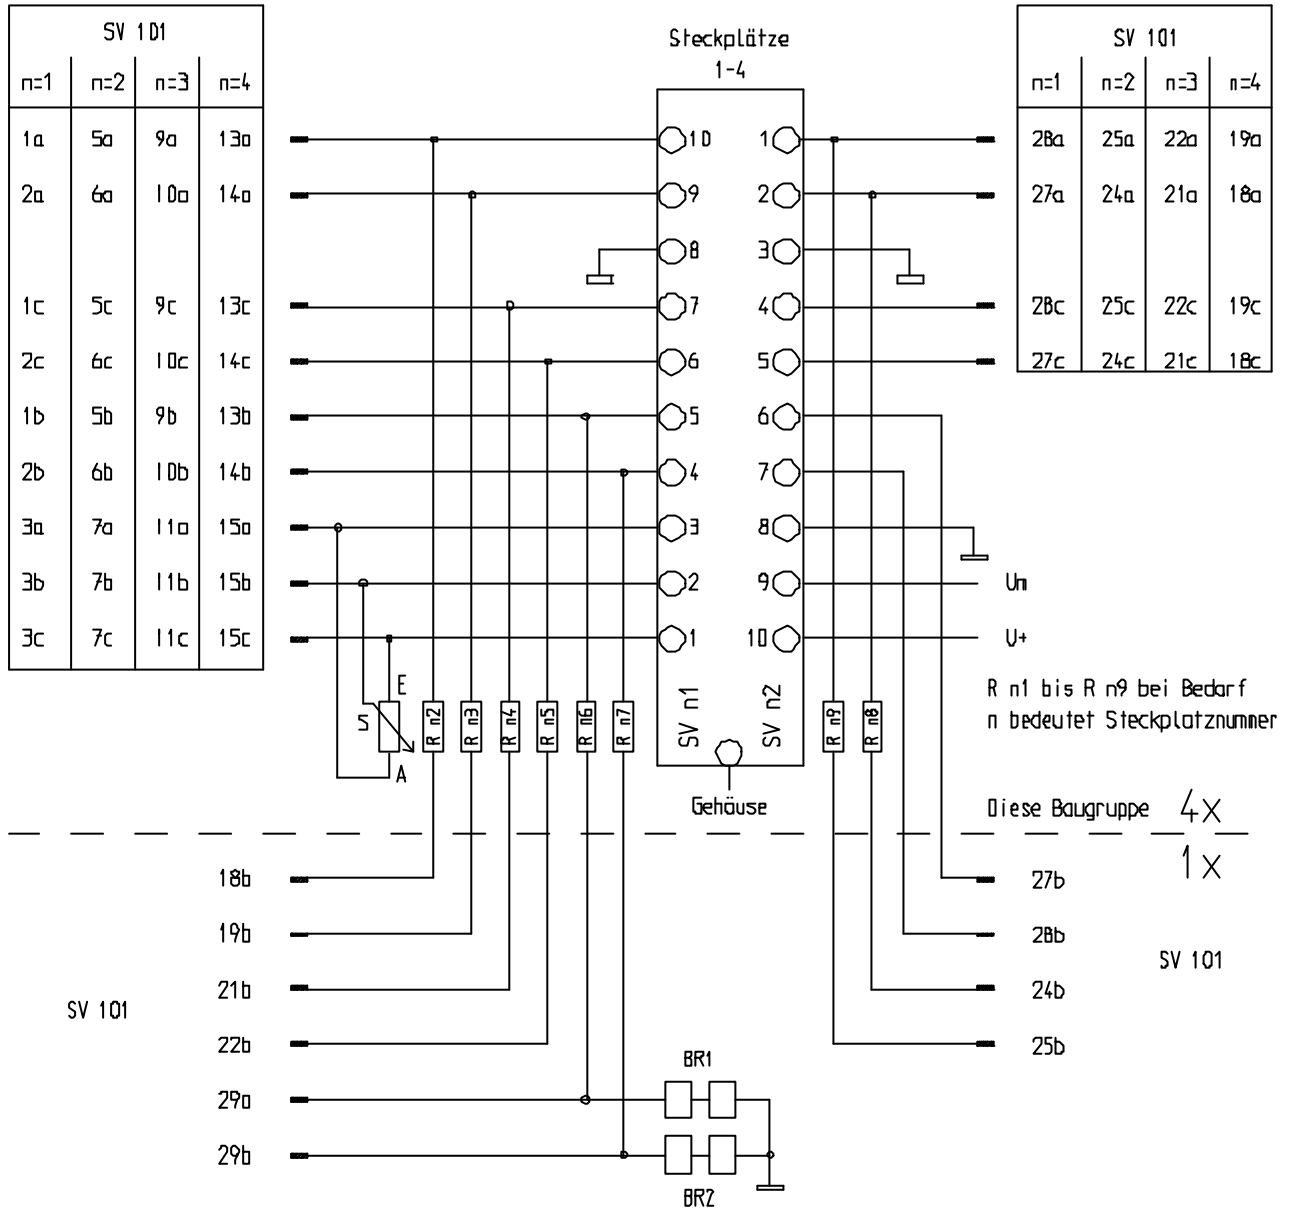 SV 101
n=1 n=2 n=3 n=4
1a 5a 9a 13a
2a 6a 10a 14a
1c 5c 9c 13c
2c 6c 10c 14c
1b 5b 9b 13b
2b 6b 10b 14b
3a 7a 11a 15a
3b 7b 11b 15b
3c 7c 11c 15c
Steckplätze
1-4
10 1
9 2
8 3
7 4
6 5
5 6
4 7
3 8
2 9
1 10
SV n1
SV n2
Gehäuse
SV 101
n=1 n=2 n=3 n=4
28a 25a 22a 19a
27a 24a 21a 18a
28c 25c 22c 19c
27c 24c 21c 18c
Um
U+
E
S
A
R n2
R n3
R n4
R n5
R n6
R n7
R n9
R n8
R n1 bis R n9 bei Bedarf
n bedeutet Steckplatznummer
Diese Baugruppe 4x
1x
18b
19b
21b
22b
29a
29b
SV 101
BR1
BR2
27b
28b
24b
25b
SV 101